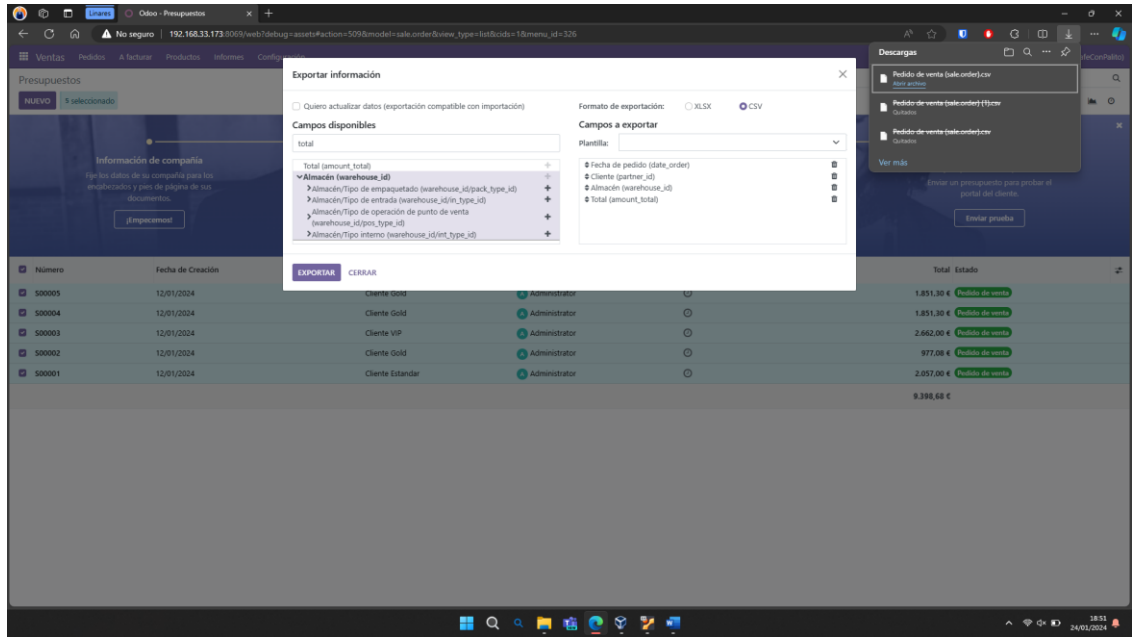 Linares
Odoo - Presupuestos
No seguro
192.168.33.173:8069/web?debug=assets#action=509&model=sale.order&view_type=list&cids=1&menu_id=326
Ventas Pedidos A facturar Productos Informes
Presupuestos
NUEVO 5 seleccionado
Información de compañía
Fije los datos de su compañía para los
encabezados y pies de página de sus
documentos.
¡Empecemos!
Exportar información
Quiero actualizar datos (exportación compatible con importación)
Formato de exportación: XLSX CSV
Campos disponibles
total
Total (amount_total)
Almacén (warehouse_id)
Almacén/Tipo de empaquetado (warehouse_id/pack_type_id)
Almacén/Tipo de entrada (warehouse_id/in_type_id)
Almacén/Tipo de operación de punto de venta
(warehouse_id/pos_type_id)
Almacén/Tipo interno (warehouse_id/int_type_id)
Campos a exportar
Plantilla:
Fecha de pedido (date_order)
Cliente (partner_id)
Almacén (warehouse_id)
Total (amount_total)
EXPORTAR CERRAR
Descargas
Pedido de venta (sale.order).csv
Abrir archivo
Pedido de venta (sale.order) (1).csv
Quitados
Pedido de venta (sale.order).csv
Quitados
Ver más
Enviar un presupuesto para probar el
portal del cliente.
Enviar prueba
Número Fecha de Creación Total Estado
S00005 12/01/2024 Cliente Gold Administrator 1.851,30 € Pedido de venta
S00004 12/01/2024 Cliente Gold Administrator 1.851,30 € Pedido de venta
S00003 12/01/2024 Cliente VIP Administrator 2.662,00 € Pedido de venta
S00002 12/01/2024 Cliente Gold Administrator 977,08 € Pedido de venta
S00001 12/01/2024 Cliente Estandar Administrator 2.057,00 € Pedido de venta
9.398,68 €
18:51
24/01/2024